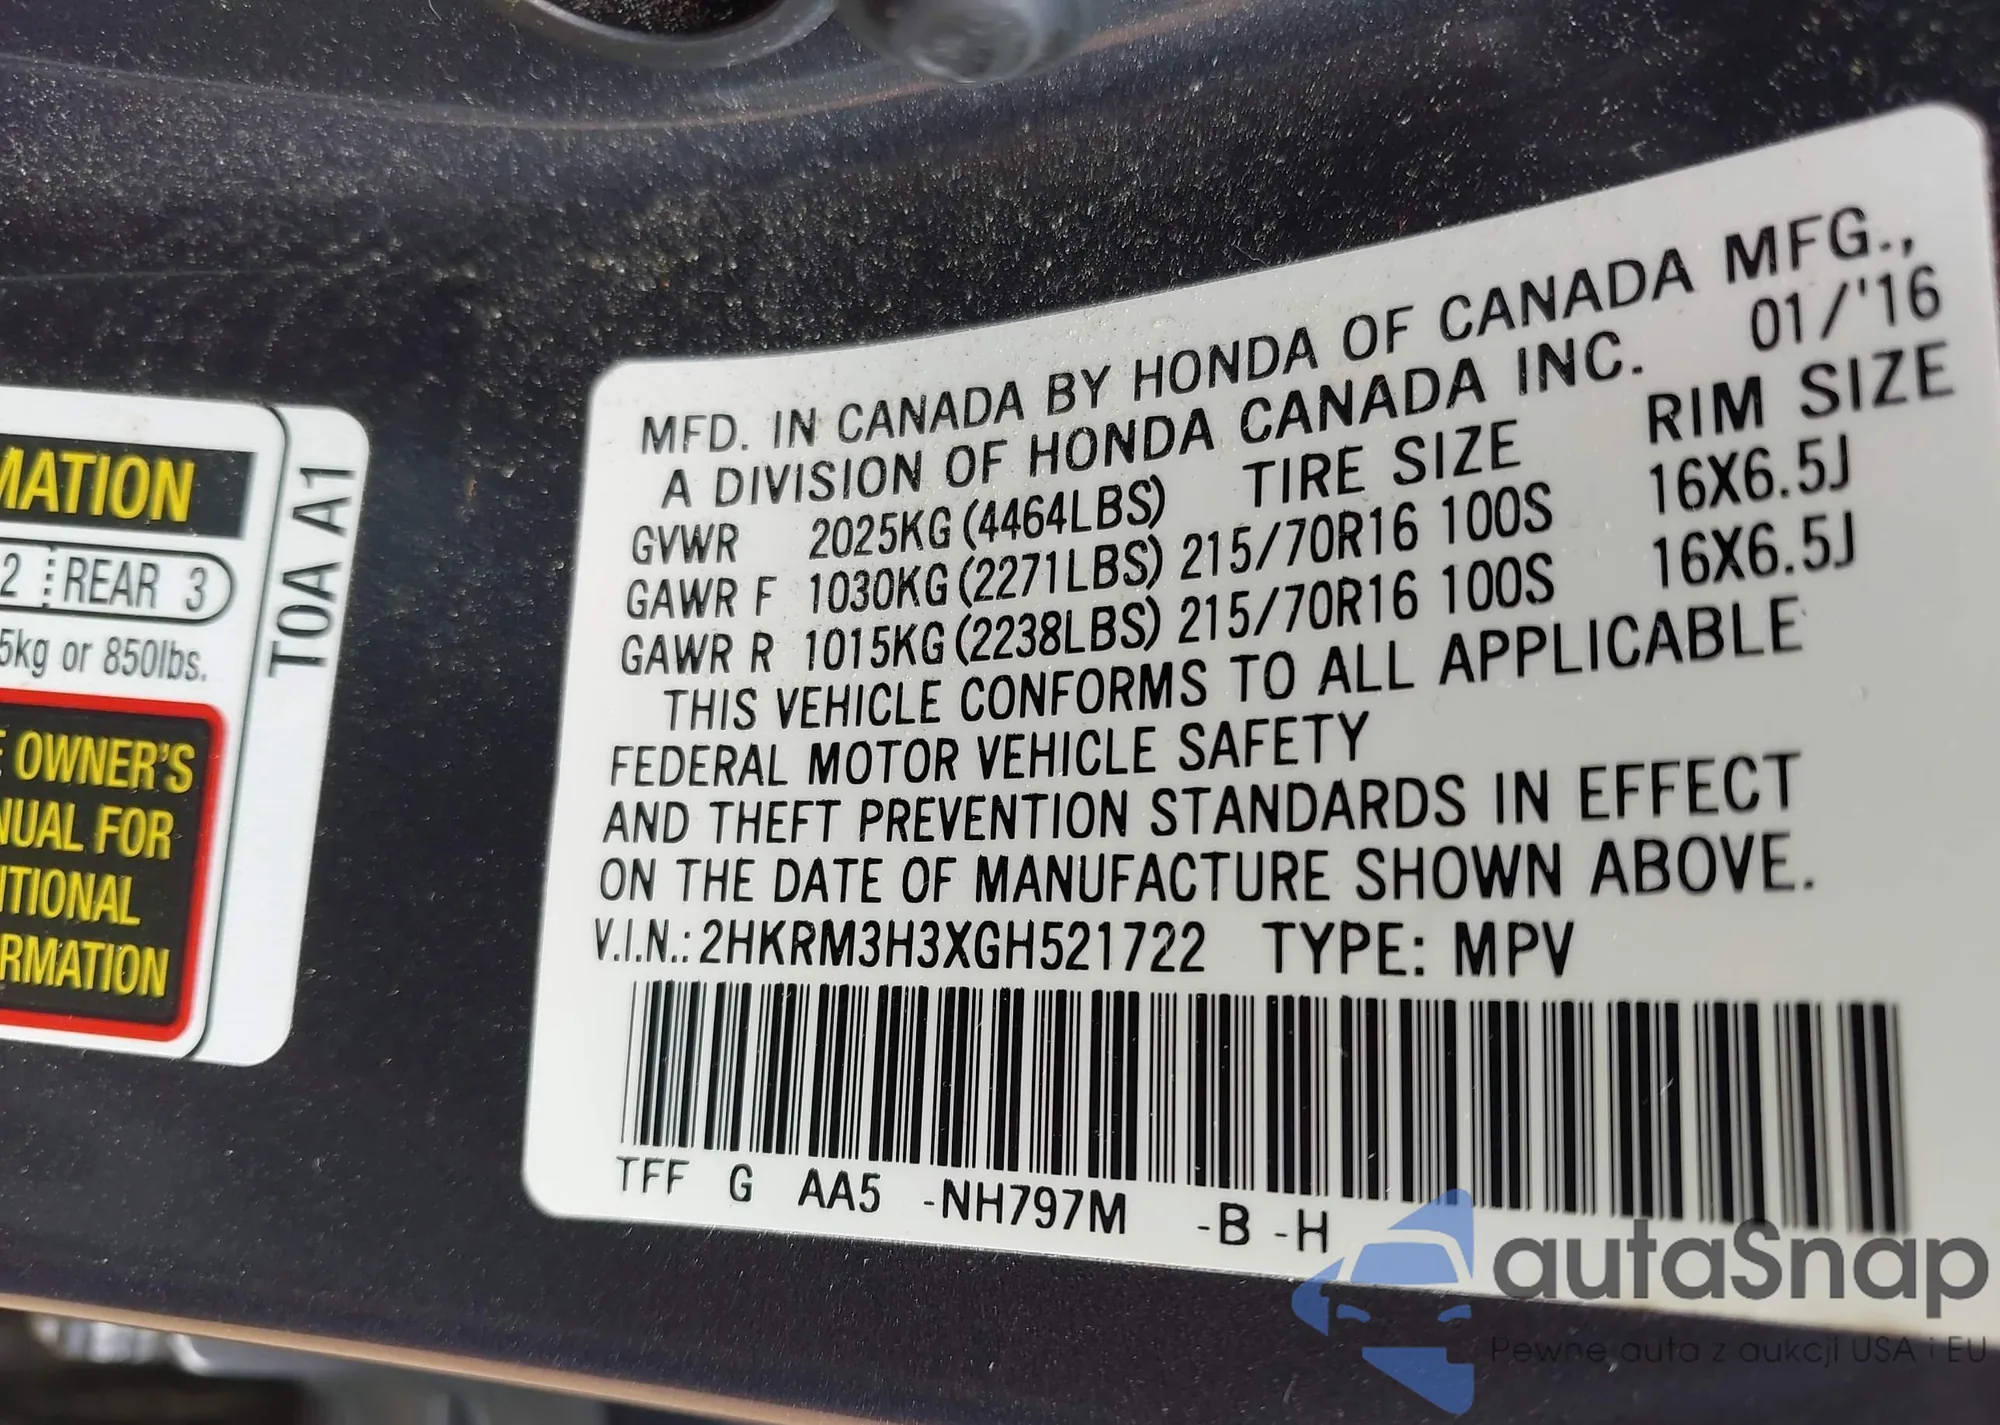 MATION
2 REAR 3
5kg or 850lbs.
OWNER'S
NUAL FOR
ITIONAL
RMATION
T0A A1
MFD. IN CANADA BY HONDA OF CANADA MFG.,
A DIVISION OF HONDA CANADA INC. 01/'16
GVWR 2025KG (4464LBS) TIRE SIZE RIM SIZE
GAWR F 1030KG (2271LBS) 215/70R16 100S 16X6.5J
GAWR R 1015KG (2238LBS) 215/70R16 100S 16X6.5J
THIS VEHICLE CONFORMS TO ALL APPLICABLE
FEDERAL MOTOR VEHICLE SAFETY
AND THEFT PREVENTION STANDARDS IN EFFECT
ON THE DATE OF MANUFACTURE SHOWN ABOVE.
V.I.N.: 2HKRM3H3XGH521722 TYPE: MPV
TFF G AA5 -NH797M -B -H
autaSnap
Pewne auta z aukcji USA i EU